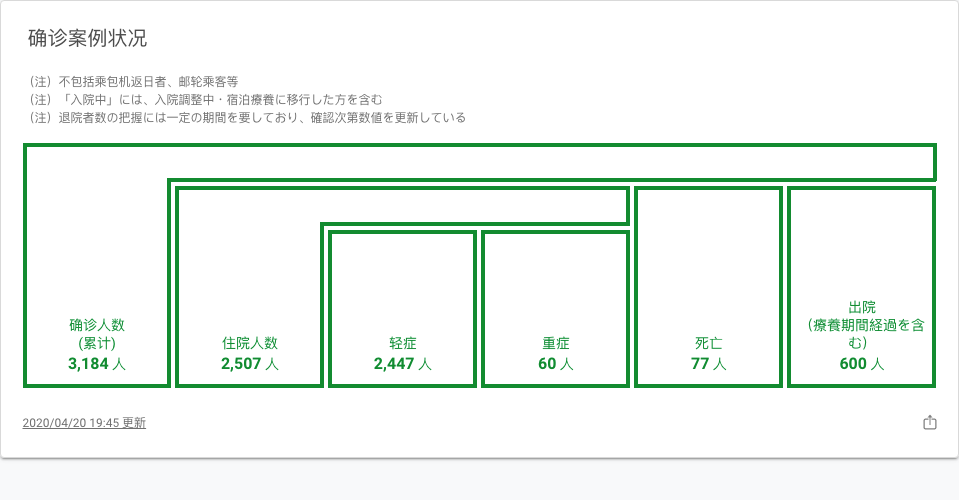 确诊案例状况
（注）不包括乘包机返日者、邮轮乘客等
（注）「入院中」には、入院調整中・宿泊療養に移行した方を含む
（注）退院者数の把握には一定の期間を要しており、確認次第数値を更新している
确诊人数
(累计)
3,184 人
住院人数
2,507 人
轻症
2,447 人
重症
60 人
死亡
77 人
出院
（療養期間経過を含
む）
600 人
2020/04/20 19:45 更新